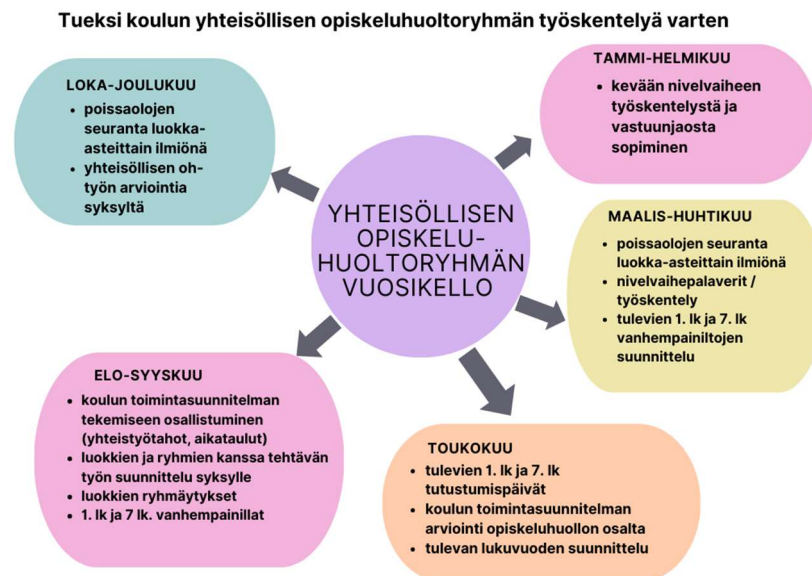 Tueksi koulun yhteisöllisen opiskeluhuoltoryhmän työskentelyä varten
LOKA-JOULUKUU
• poissaolojen
seuranta luokka-
asteittain ilmiönä
• yhteisöllisen oh-
työn arviointia
syksyltä
TAMMI-HELMIKUU
• kevään nivelvaiheen
työskentelystä ja
vastuunjaosta
sopiminen
YHTEISÖLLISEN
OPISKELU-
HUOLTORYHMÄN
VUOSIKELLO
MAALIS-HUHTIKUU
• poissaolojen seuranta
luokka-asteittain ilmiönä
• nivelvaihepalaverit /
työskentely
• tulevien 1. lk ja 7. lk
vanhempainiltojen
suunnittelu
ELO-SYYSKUU
• koulun toimintasuunnitelman
tekemiseen osallistuminen
(yhteistyötahot, aikataulut)
• luokkien ja ryhmien kanssa tehtävän
työn suunnittelu syksylle
• luokkien ryhmäytykset
• 1. lk ja 7 lk. vanhempainillat
TOUKOKUU
• tulevien 1. lk ja 7. lk
tutustumispäivät
• koulun toimintasuunnitelman
arviointi opiskeluhuollon osalta
• tulevan lukuvuoden suunnittelu